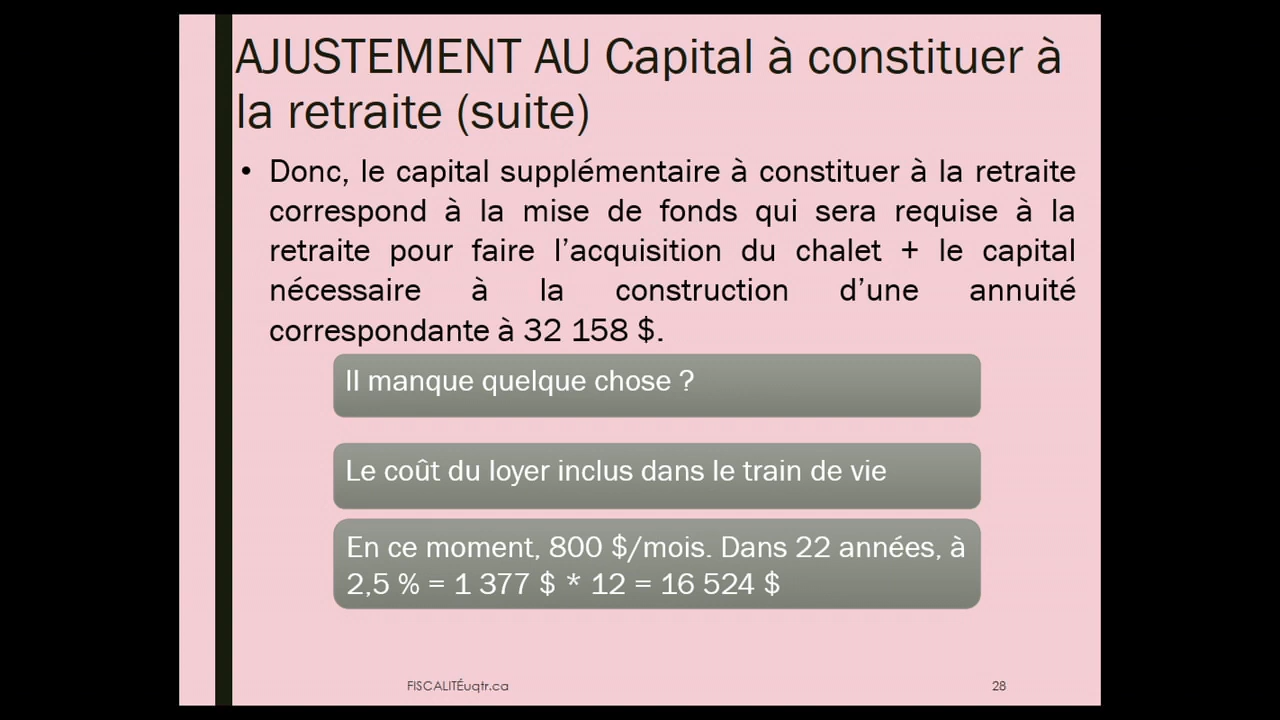 AJUSTEMENT AU Capital à constituer à
la retraite (suite)
• Donc, le capital supplémentaire à constituer à la retraite
correspond à la mise de fonds qui sera requise à la
retraite pour faire l’acquisition du chalet + le capital
nécessaire à la construction d’une annuité
correspondante à 32 158 $.
Il manque quelque chose ?
Le coût du loyer inclus dans le train de vie
En ce moment, 800 $/mois. Dans 22 années, à
2,5 % = 1 377 $ * 12 = 16 524 $
FISCALITÉuqtr.ca
28